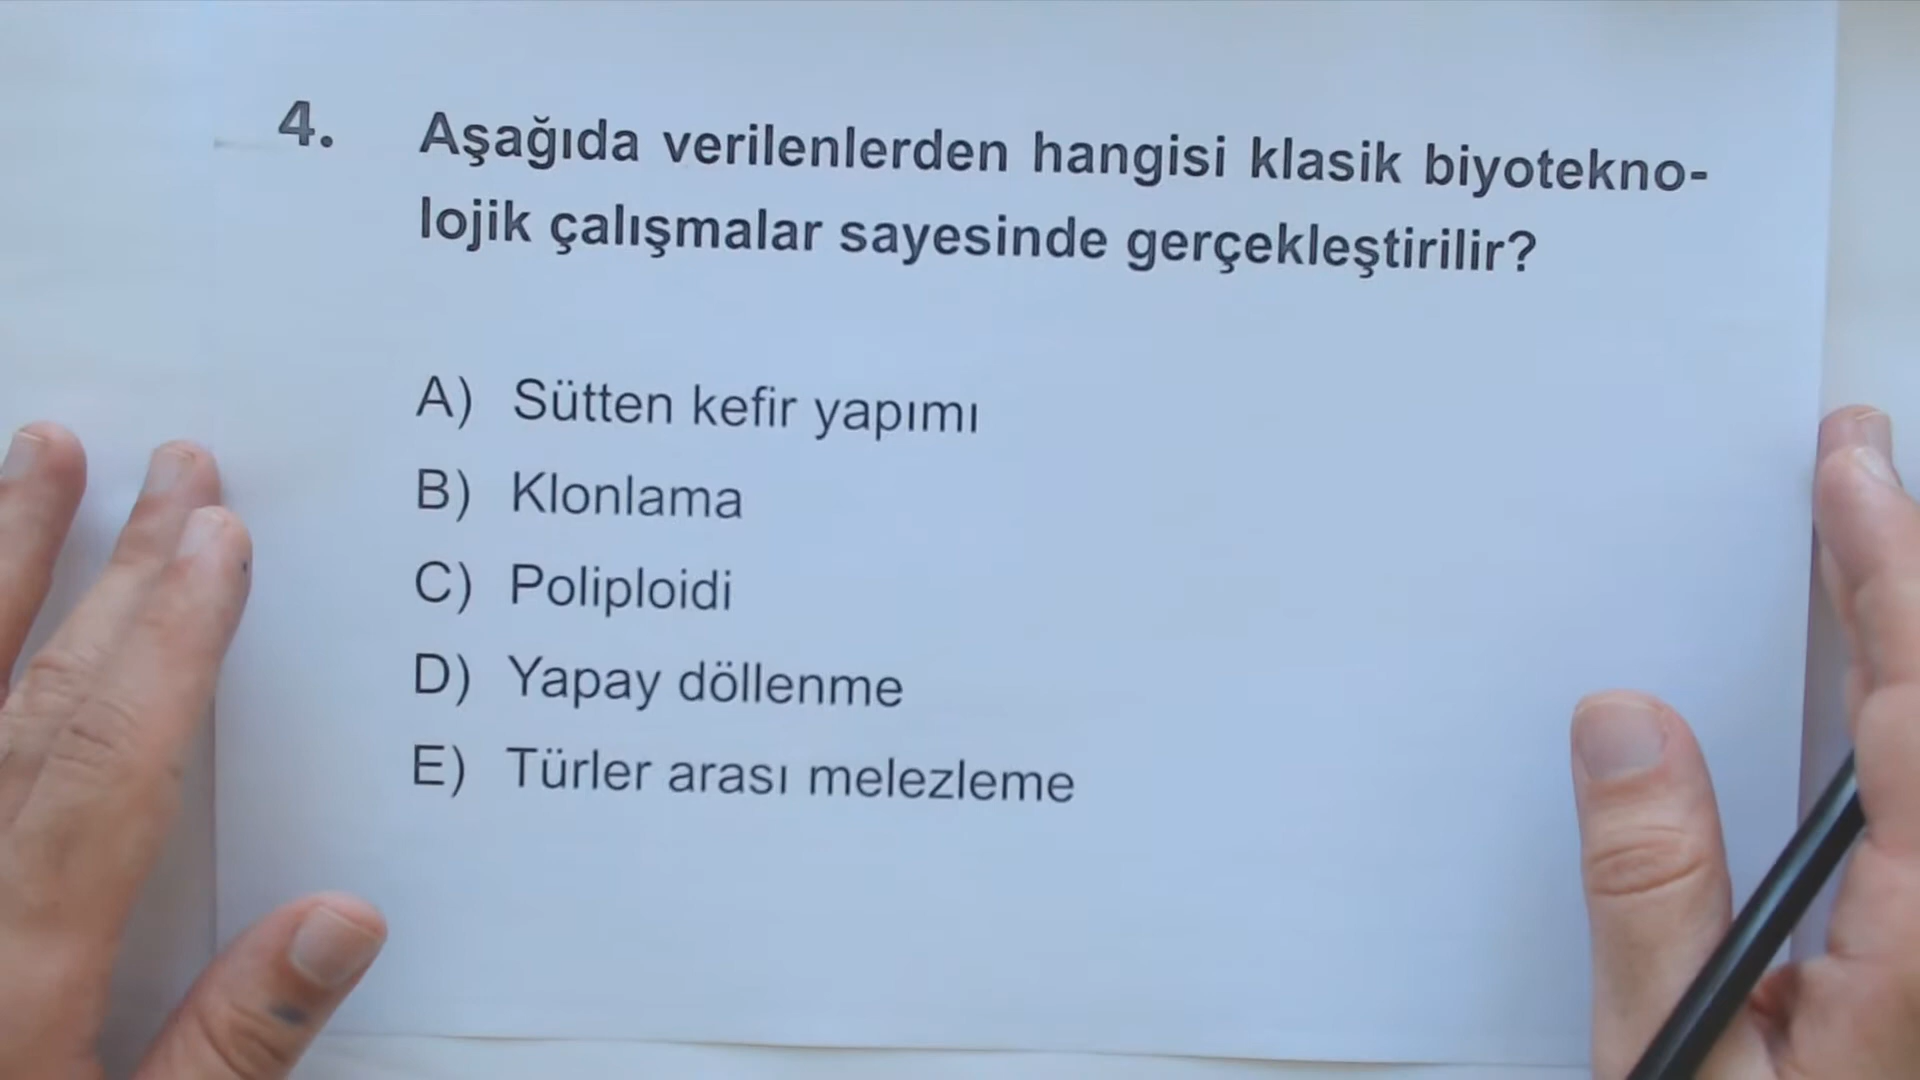 4. Aşağıda verilenlerden hangisi klasik biyotekno-
lojik çalışmalar sayesinde gerçekleştirilir?
A) Sütten kefir yapımı
B) Klonlama
C) Poliploidi
D) Yapay döllenme
E) Türler arası melezleme